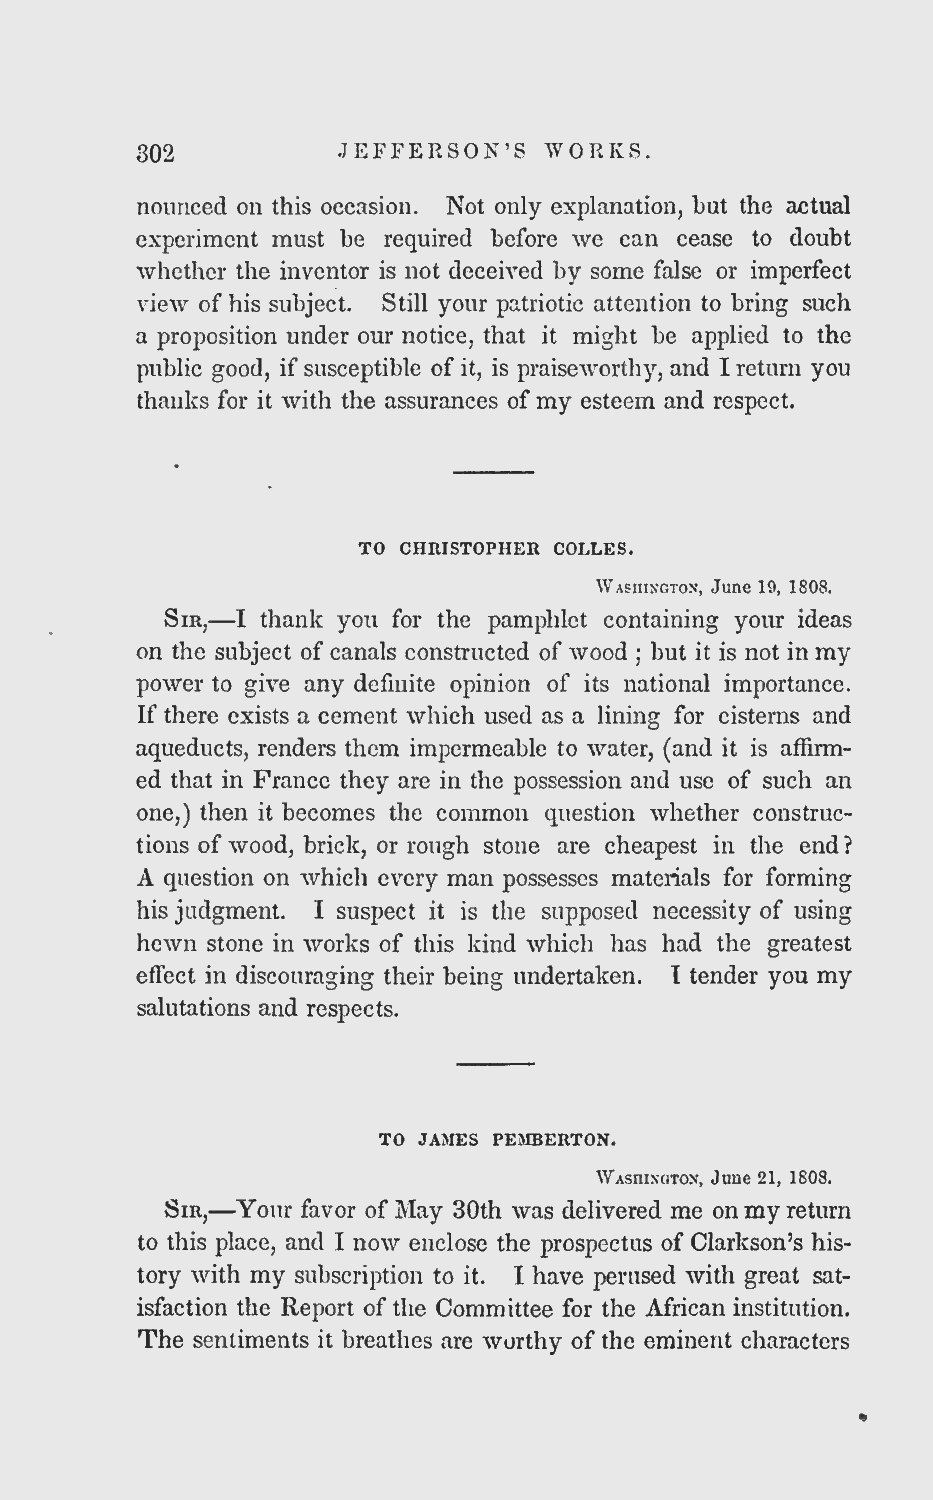 302 JEFFERSON'S WORKS.
nounced on this occasion. Not only explanation, but the actual
experiment must be required before we can cease to doubt
whether the inventor is not deceived by some false or imperfect
view of his subject. Still your patriotic attention to bring such
a proposition under our notice, that it might be applied to the
public good, if susceptible of it, is praiseworthy, and I return you
thanks for it with the assurances of my esteem and respect.
TO CHRISTOPHER COLLES.
WASHINGTON, June 19, 1808.
SIR,—I thank you for the pamphlet containing your ideas
on the subject of canals constructed of wood ; but it is not in my
power to give any definite opinion of its national importance.
If there exists a cement which used as a lining for cisterns and
aqueducts, renders them impermeable to water, (and it is affirm-
ed that in France they are in the possession and use of such an
one,) then it becomes the common question whether construc-
tions of wood, brick, or rough stone are cheapest in the end?
A question on which every man possesses materials for forming
his judgment. I suspect it is the supposed necessity of using
hewn stone in works of this kind which has had the greatest
effect in discouraging their being undertaken. I tender you my
salutations and respects.
TO JAMES PEMBERTON.
WASHINGTON, June 21, 1808.
SIR,—Your favor of May 30th was delivered me on my return
to this place, and I now enclose the prospectus of Clarkson's his-
tory with my subscription to it. I have perused with great sat-
isfaction the Report of the Committee for the African institution.
The sentiments it breathes are worthy of the eminent characters